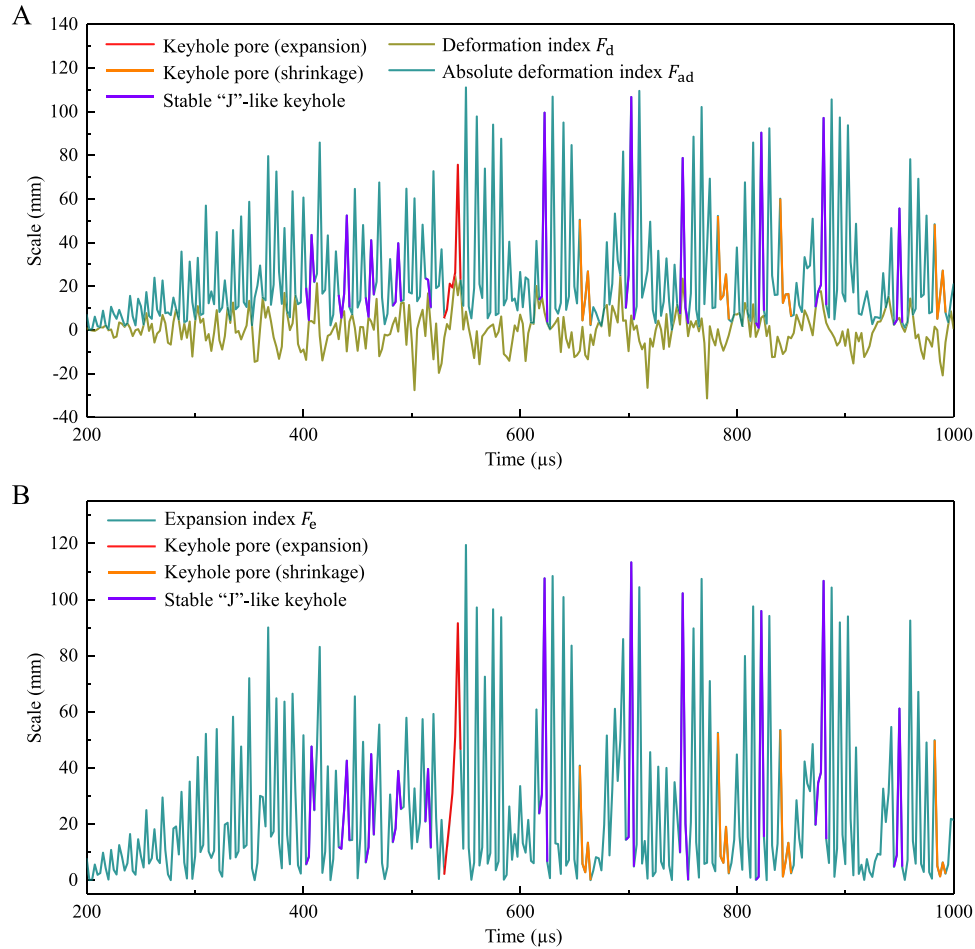 A
140
120
100
80
60
40
20
0
-20
-40
Scale (mm)
Keyhole pore (expansion)
Keyhole pore (shrinkage)
Stable “J”-like keyhole
Deformation index F_d
Absolute deformation index F_ad
200
400
600
800
1000
Time (µs)
B
120
100
80
60
40
20
0
Scale (mm)
Expansion index F_e
Keyhole pore (expansion)
Keyhole pore (shrinkage)
Stable “J”-like keyhole
200
400
600
800
1000
Time (µs)